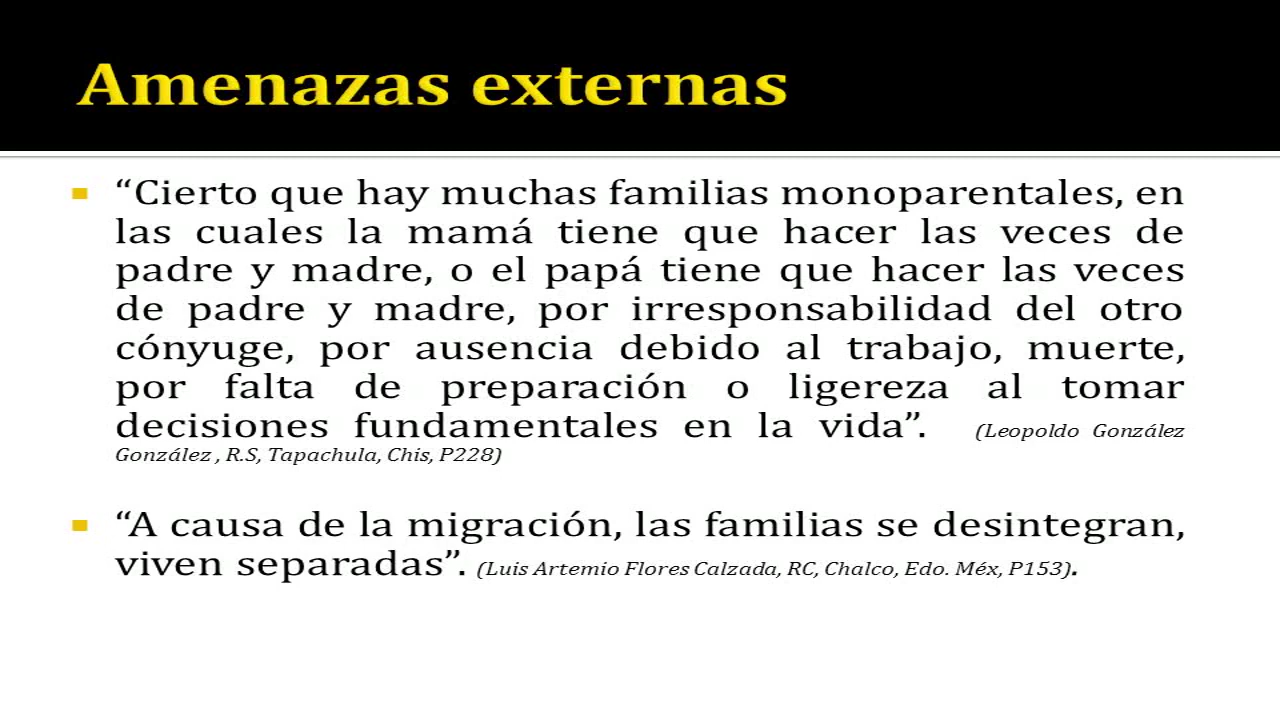 Amenazas externas
“Cierto que hay muchas familias monoparentales, en
las cuales la mamá tiene que hacer las veces de
padre y madre, o el papá tiene que hacer las veces
de padre y madre, por irresponsabilidad del otro
cónyuge, por ausencia debido al trabajo, muerte,
por falta de preparación o ligereza al tomar
decisiones fundamentales en la vida”. (Leopoldo González
González , R.S, Tapachula, Chis, P228)
“A causa de la migración, las familias se desintegran,
viven separadas”. (Luis Artemio Flores Calzada, RC, Chalco, Edo. Méx, P153).